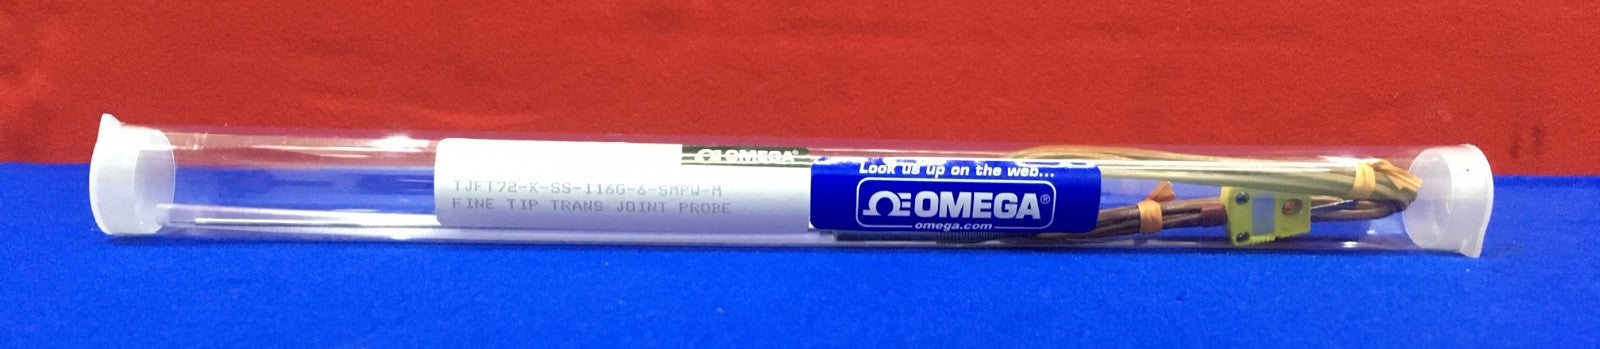 ΩOMEGA®
TJFT72-K-SS-116G-6-SMPW-M
FINE TIP TRANS JOINT PROBE
Look us up on the web...
ΩOMEGA®
omega.com